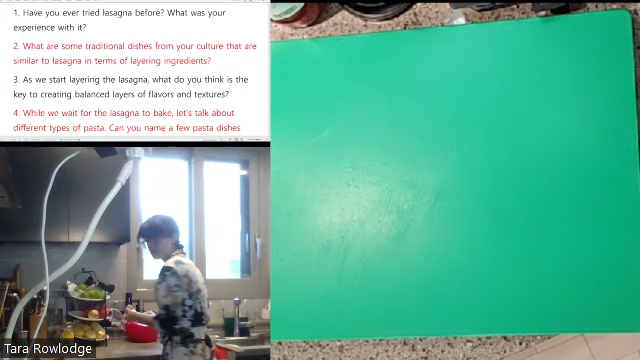 1. Have you ever tried lasagna before? What was your
experience with it?
2. What are some traditional dishes from your culture that are
similar to lasagna in terms of layering ingredients?
3. As we start layering the lasagna, what do you think is the
key to creating balanced layers of flavors and textures?
4. While we wait for the lasagna to bake, let's talk about
different types of pasta. Can you name a few pasta dishes
Tara Rowlodge